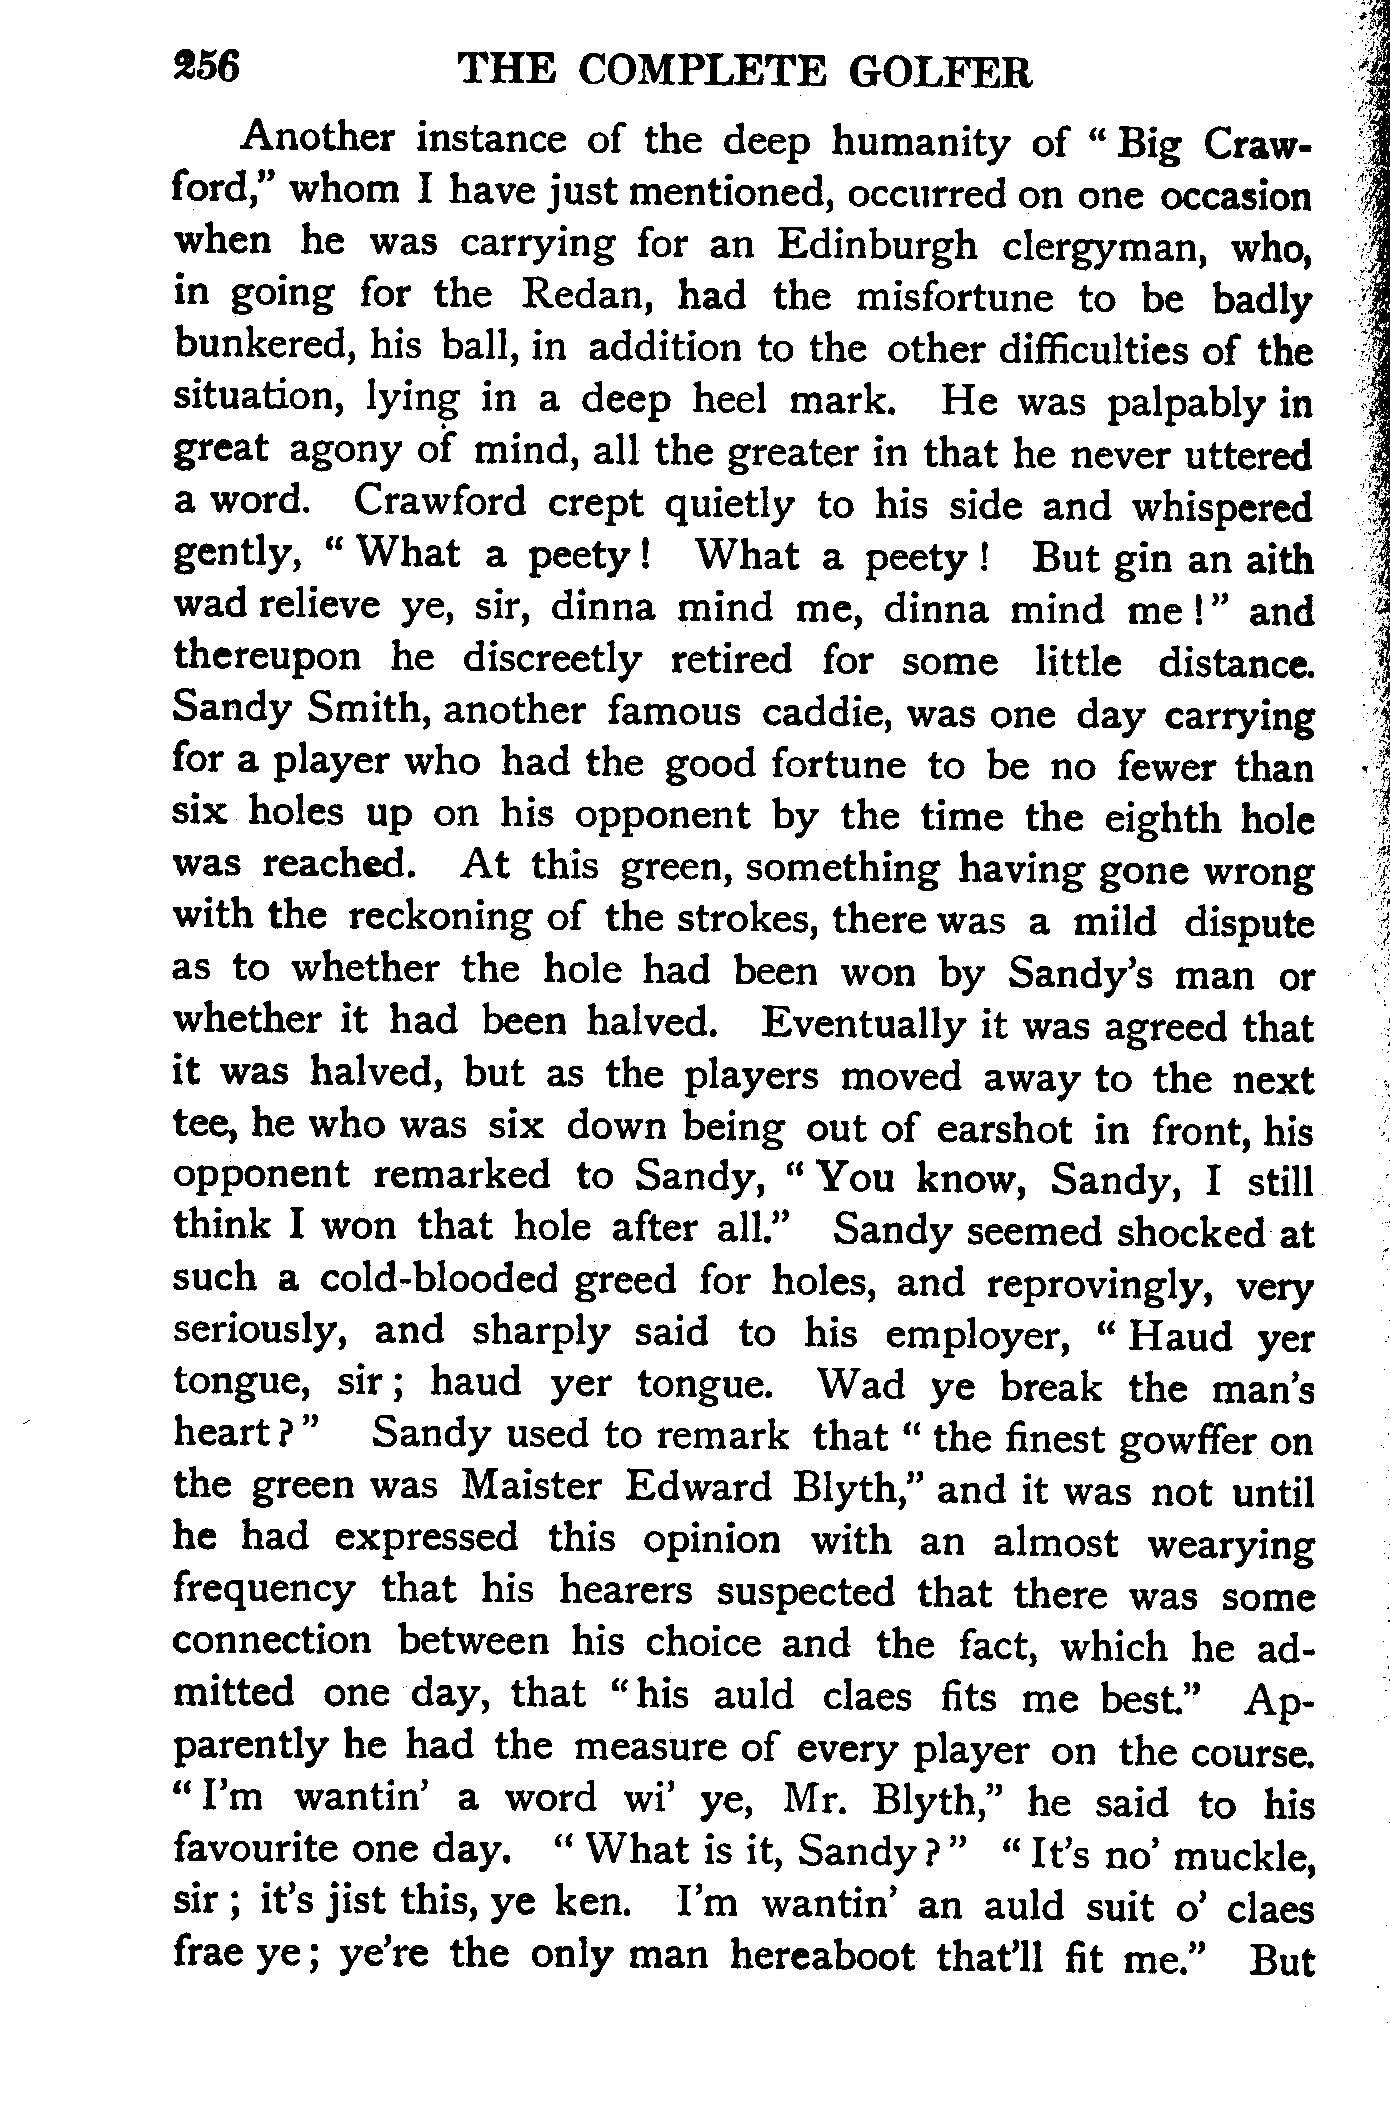 256 THE COMPLETE GOLFER
Another instance of the deep humanity of “ Big Craw-
ford,” whom I have just mentioned, occurred on one occasion
when he was carrying for an Edinburgh clergyman, who,
in going for the Redan, had the misfortune to be badly
bunkered, his ball, in addition to the other difficulties of the
situation, lying in a deep heel mark. He was palpably in
great agony of mind, all the greater in that he never uttered
a word. Crawford crept quietly to his side and whispered
gently, “ What a peety ! What a peety ! But gin an aith
wad relieve ye, sir, dinna mind me, dinna mind me !” and
thereupon he discreetly retired for some little distance.
Sandy Smith, another famous caddie, was one day carrying
for a player who had the good fortune to be no fewer than
six holes up on his opponent by the time the eighth hole
was reached. At this green, something having gone wrong
with the reckoning of the strokes, there was a mild dispute
as to whether the hole had been won by Sandy’s man or
whether it had been halved. Eventually it was agreed that
it was halved, but as the players moved away to the next
tee, he who was six down being out of earshot in front, his
opponent remarked to Sandy, “ You know, Sandy, I still
think I won that hole after all.” Sandy seemed shocked at
such a cold-blooded greed for holes, and reprovingly, very
seriously, and sharply said to his employer, “ Haud yer
tongue, sir ; haud yer tongue. Wad ye break the man’s
heart ? ” Sandy used to remark that “ the finest gowffer on
the green was Maister Edward Blyth,” and it was not until
he had expressed this opinion with an almost wearying
frequency that his hearers suspected that there was some
connection between his choice and the fact, which he ad-
mitted one day, that “ his auld claes fits me best.” Ap-
parently he had the measure of every player on the course.
“ I’m wantin’ a word wi’ ye, Mr. Blyth,” he said to his
favourite one day. “ What is it, Sandy ? ” “ It’s no’ muckle,
sir ; it’s jist this, ye ken. I’m wantin’ an auld suit o’ claes
frae ye ; ye’re the only man hereaboot that’ll fit me.” But